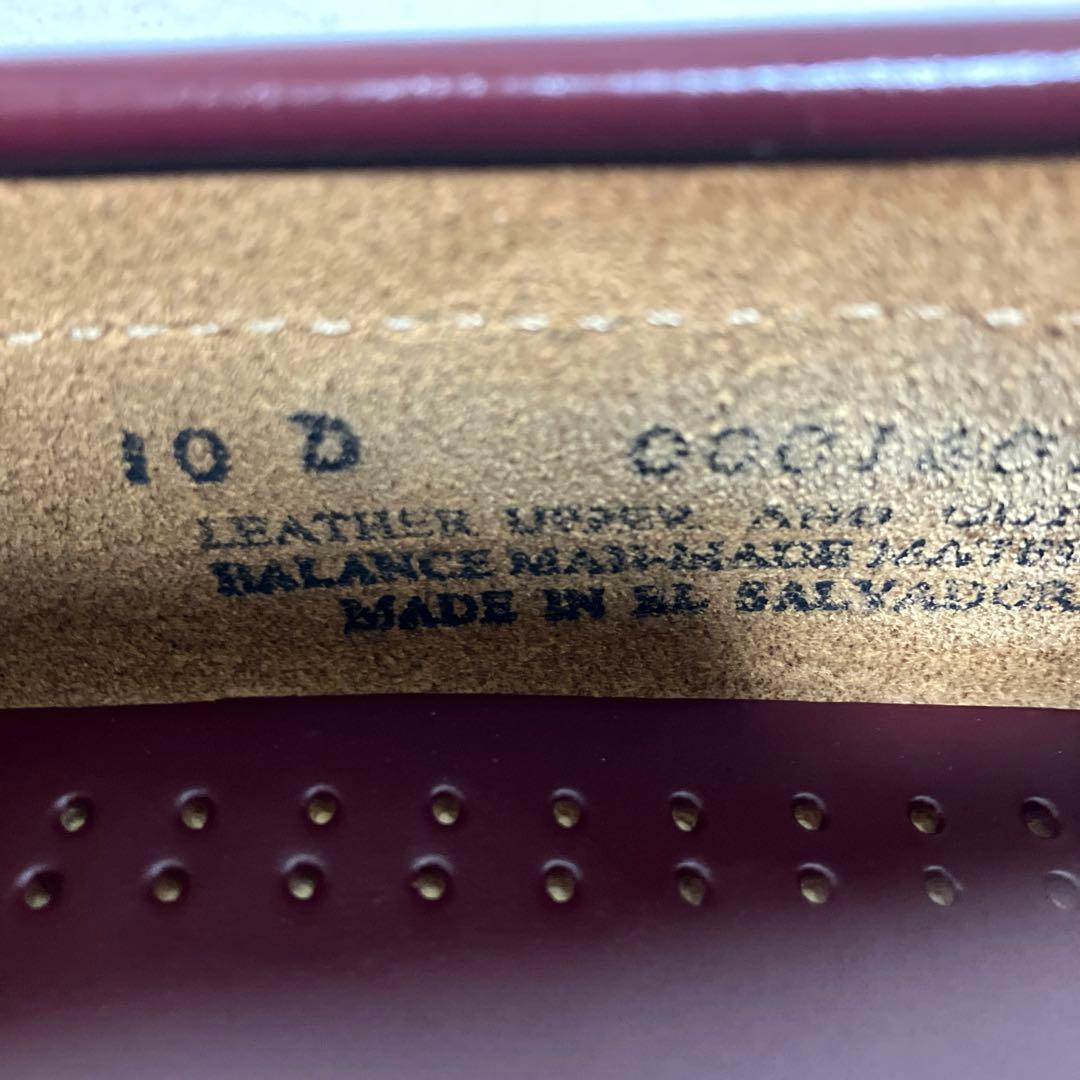 10 D
LEATHER UPPER AND
BALANCE MAN-MADE
MADE IN EL SALVADOR